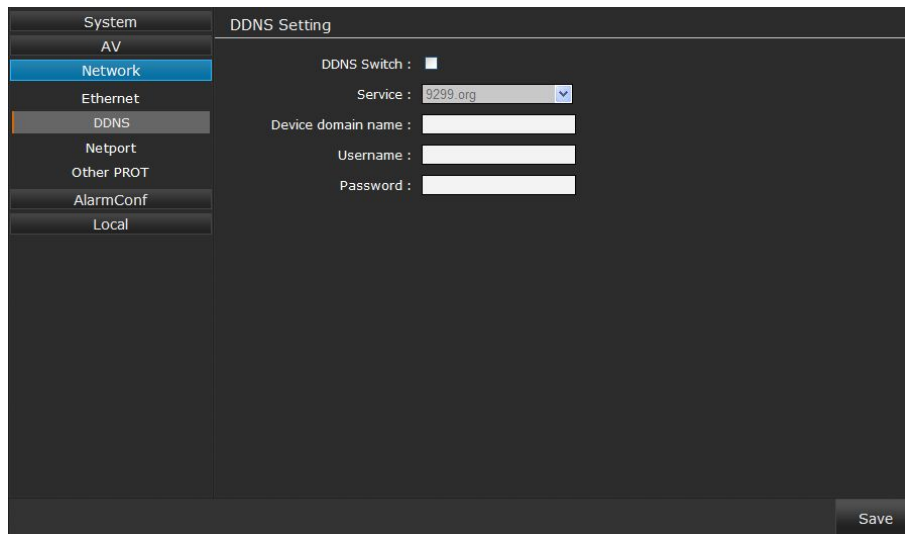 System
AV
Network
Ethernet
DDNS
Netport
Other PROT
AlarmConf
Local
DDNS Setting
DDNS Switch :
Service : 9299.org
Device domain name :
Username :
Password :
Save